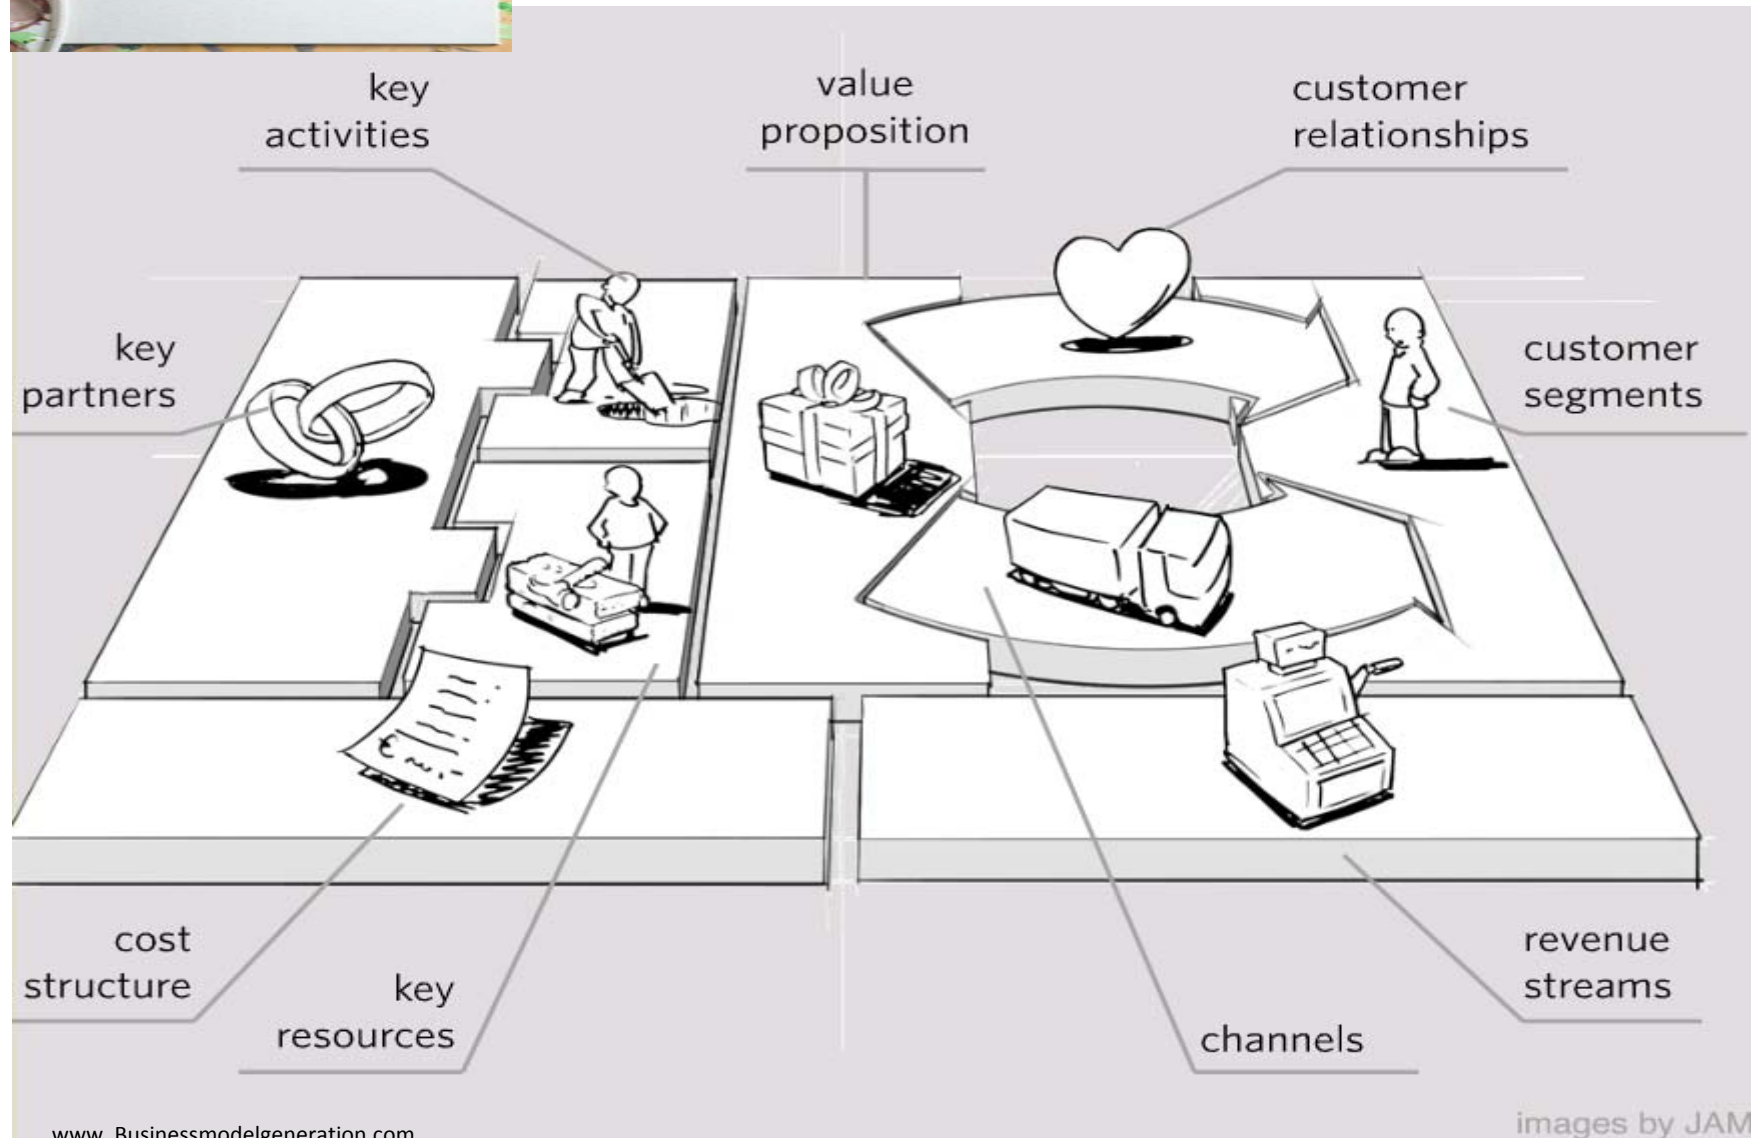 key
activities
value
proposition
customer
relationships
key
partners
customer
segments
cost
structure
key
resources
revenue
streams
channels
www. Businessmodelgeneration.com
images by JAM